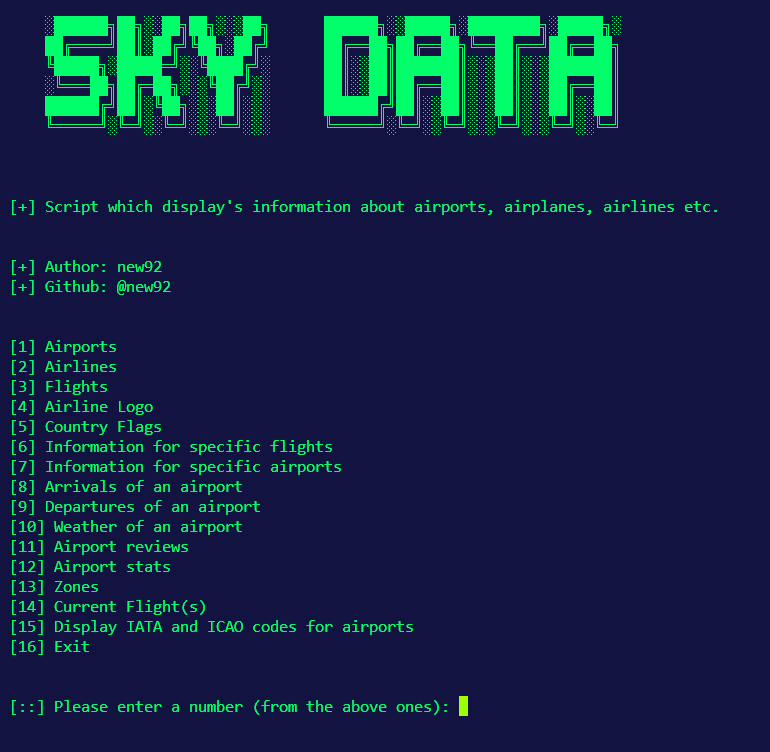 SKY DATA
[+] Script which display's information about airports, airplanes, airlines etc.
[+] Author: new92
[+] Github: @new92
[1] Airports
[2] Airlines
[3] Flights
[4] Airline Logo
[5] Country Flags
[6] Information for specific flights
[7] Information for specific airports
[8] Arrivals of an airport
[9] Departures of an airport
[10] Weather of an airport
[11] Airport reviews
[12] Airport stats
[13] Zones
[14] Current Flight(s)
[15] Display IATA and ICAO codes for airports
[16] Exit
[::] Please enter a number (from the above ones):